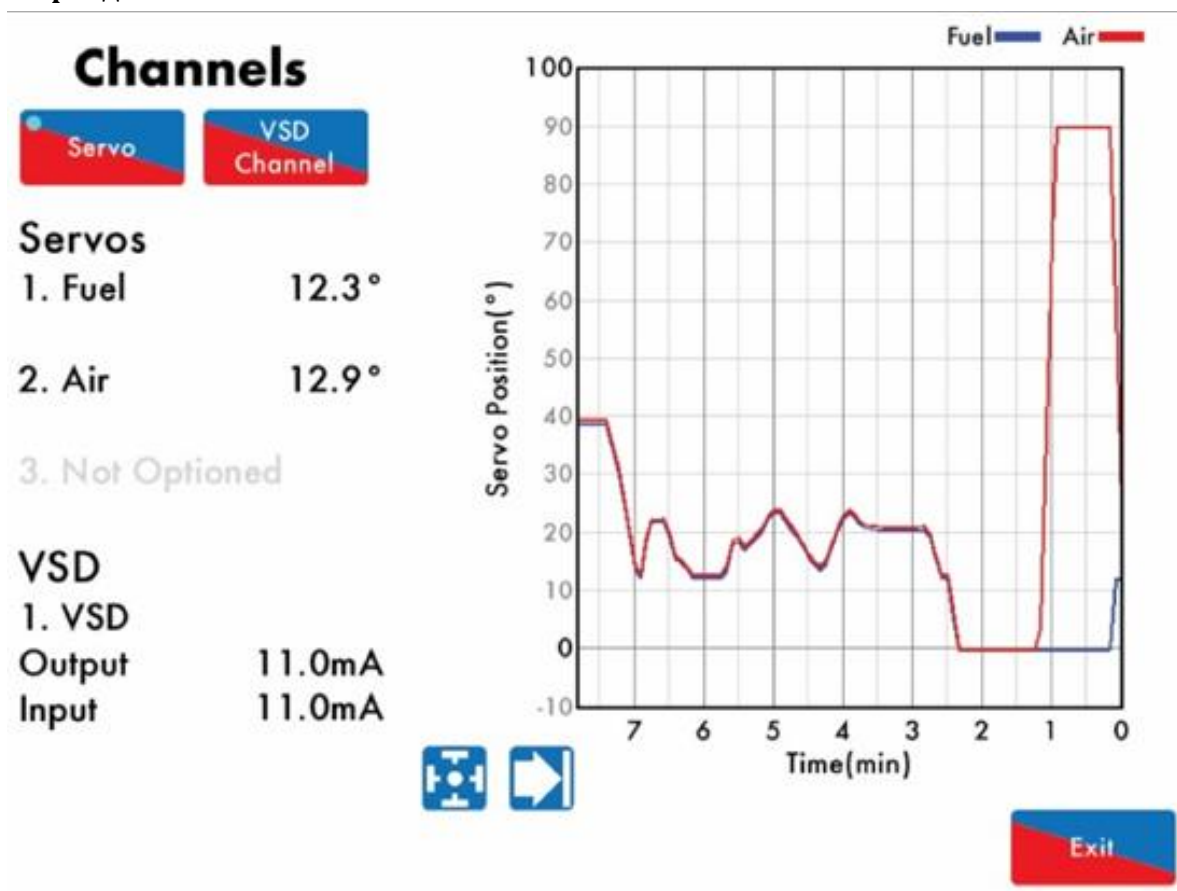 Channels
Servo
VSD
Channel
Servos
1. Fuel 12.3°
2. Air 12.9°
3. Not Optioned
VSD
1. VSD
Output 11.0mA
Input 11.0mA
Fuel Air
100
90
80
70
60
50
40
30
20
10
0
-10
Servo Position(°)
7 6 5 4 3 2 1 0
Time(min)
Exit